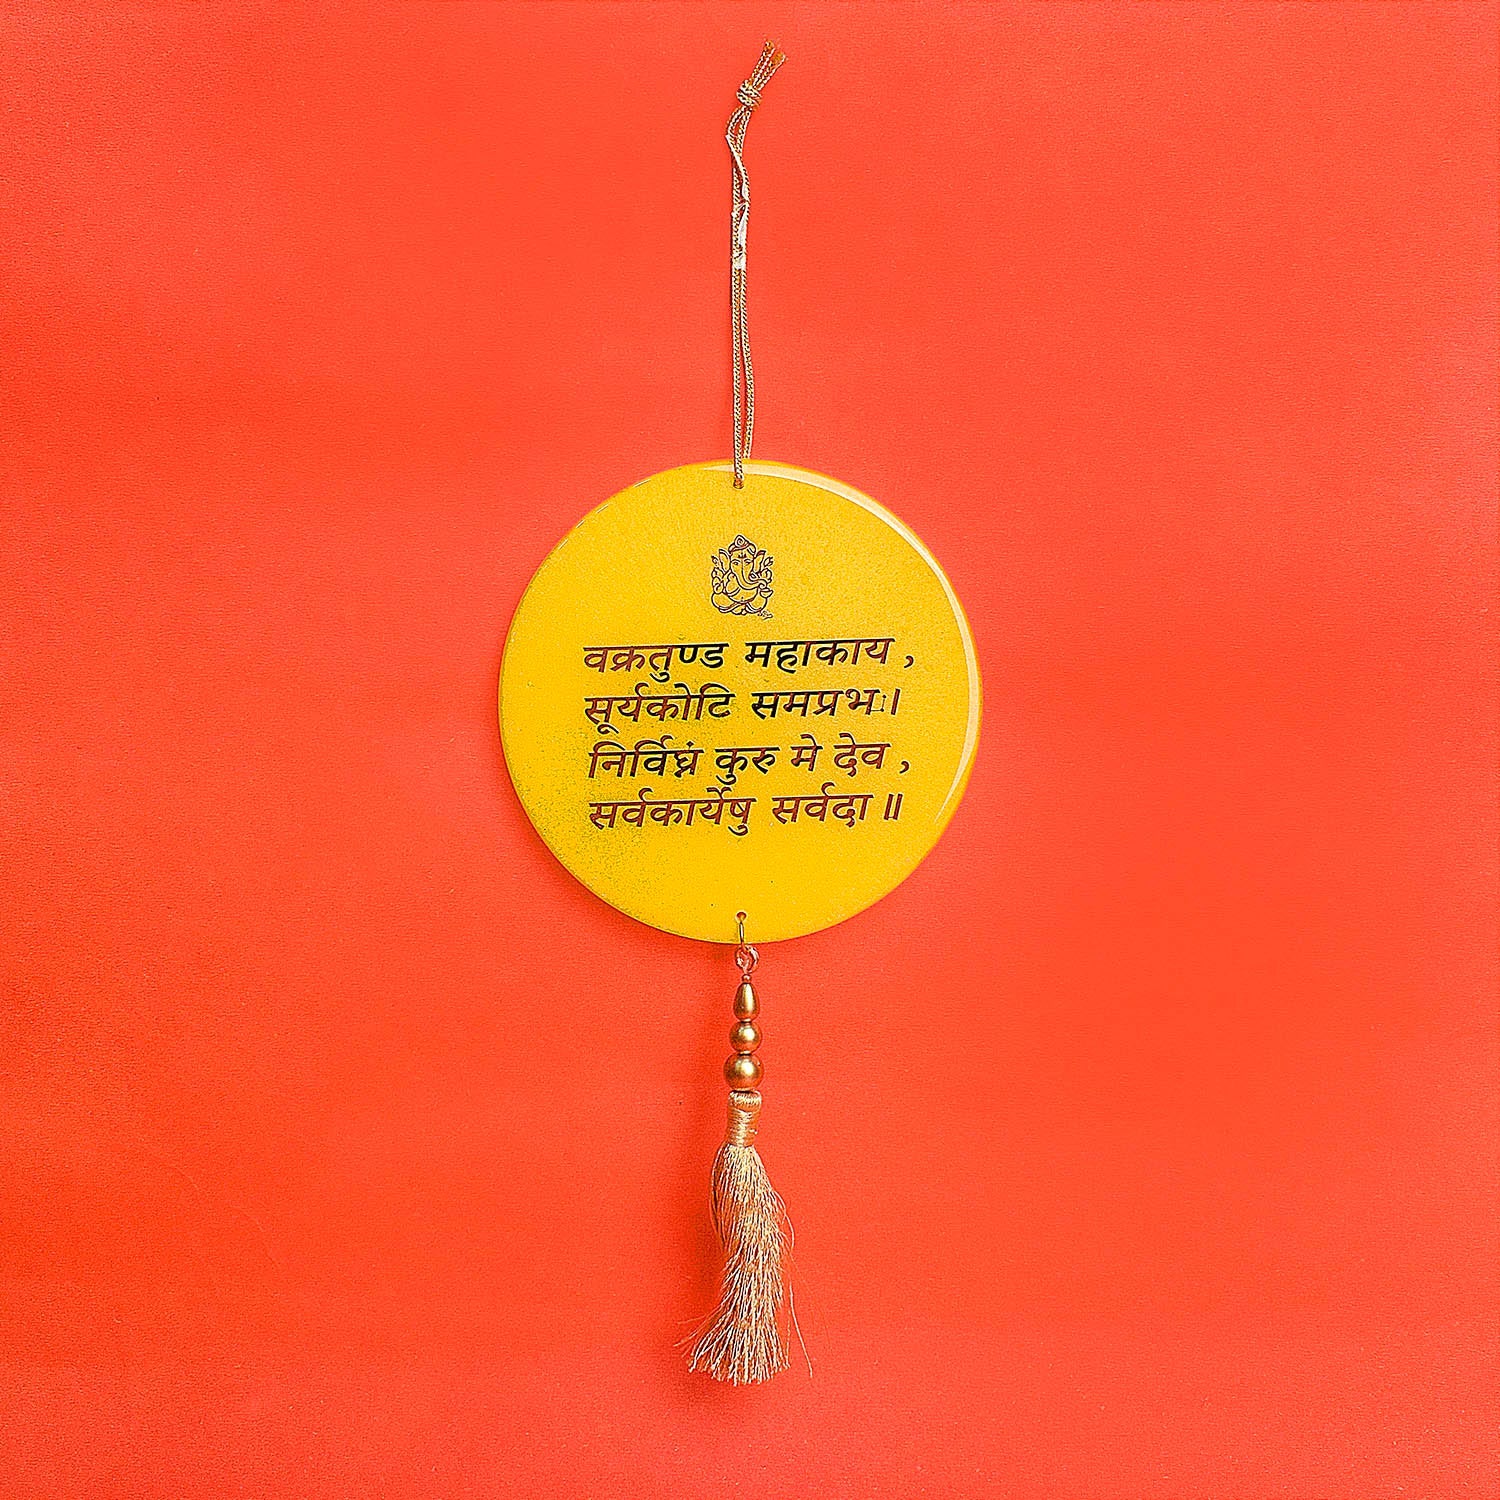 वक्रतुण्ड महाकाय ,
सूर्यकोटि समप्रभः।
निर्विघ्नं कुरु मे देव ,
सर्वकार्येषु सर्वदा ॥